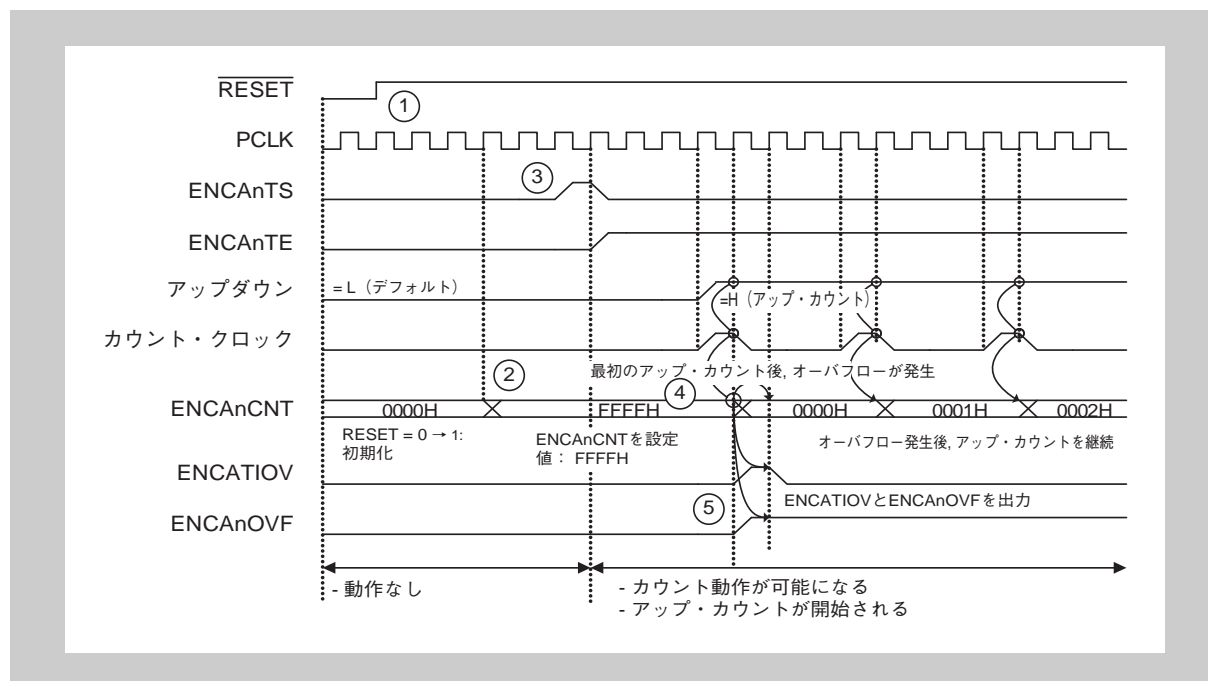 RESET
①
PCLK
③
ENCAnTS
ENCAnTE
アップダウン
= L（デフォルト）
=H（アップ・カウント）
カウント・クロック
②
最初のアップ・カウント後, オーバフローが発生
④
ENCAnCNT
0000H
FFFFH
0000H
0001H
0002H
RESET = 0 → 1:
初期化
ENCAnCNTを設定
値： FFFFH
オーバフロー発生後, アップ・カウントを継続
ENCATIOV
⑤
ENCATIOVとENCAnOVFを出力
ENCAnOVF
- 動作なし
- カウント動作が可能になる
- アップ・カウントが開始される